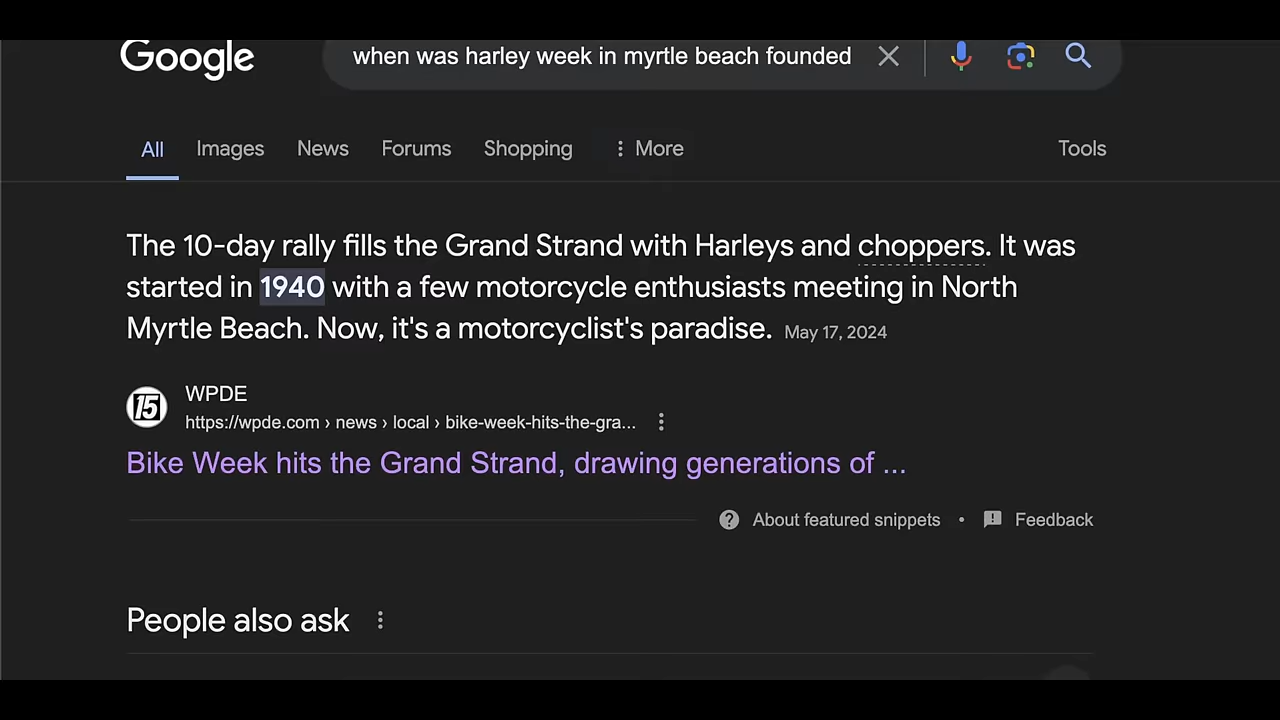 Google
when was harley week in myrtle beach founded
All Images News Forums Shopping More Tools
The 10-day rally fills the Grand Strand with Harleys and choppers. It was
started in 1940 with a few motorcycle enthusiasts meeting in North
Myrtle Beach. Now, it's a motorcyclist's paradise. May 17, 2024
15
WPDE
https://wpde.com › news › local › bike-week-hits-the-gra...
Bike Week hits the Grand Strand, drawing generations of ...
About featured snippets • Feedback
People also ask